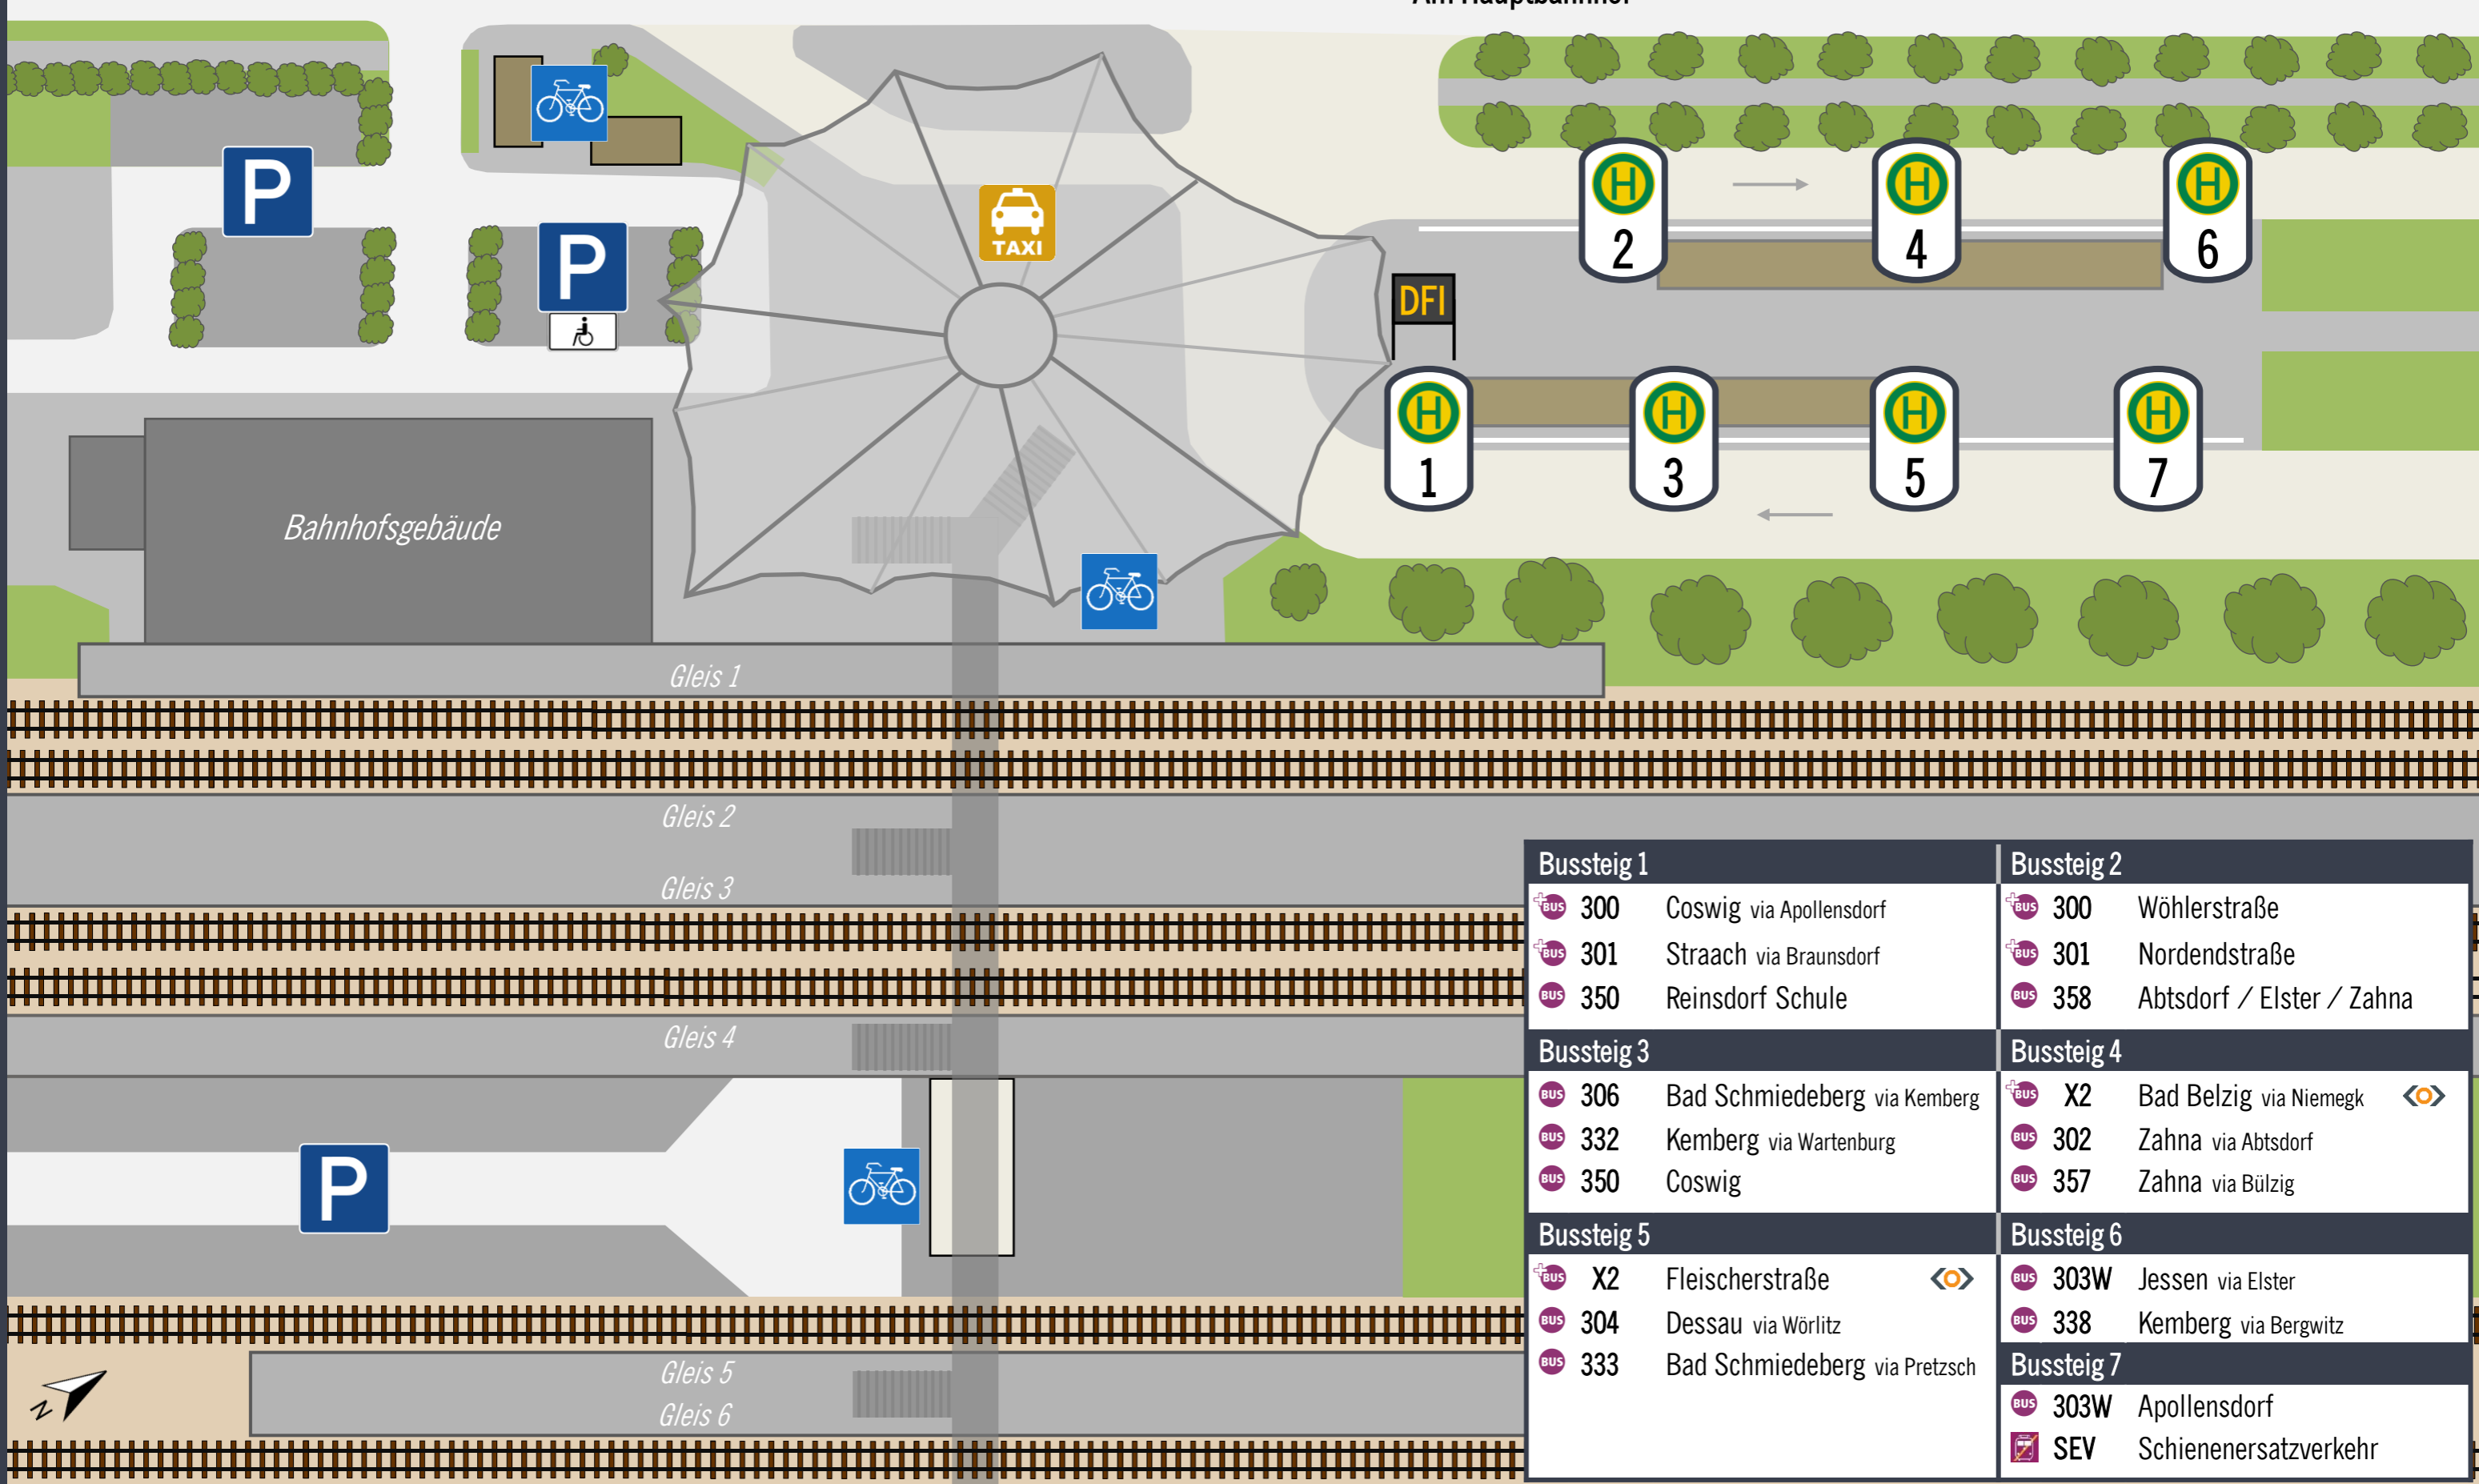 Am Hauptbahnhof
P
P
TAXI
DFI
H
2
H
4
H
6
H
1
H
3
H
5
H
7
Bahnhofsgebäude
Gleis 1
Gleis 2
Gleis 3
Gleis 4
P
Gleis 5
Gleis 6
N
Bussteig 1
BUS 300 Coswig via Apollensdorf
BUS 301 Straach via Braunsdorf
BUS 350 Reinsdorf Schule
Bussteig 2
BUS 300 Wöhlerstraße
BUS 301 Nordendstraße
BUS 358 Abtsdorf / Elster / Zahna
Bussteig 3
BUS 306 Bad Schmiedeberg via Kemberg
BUS 332 Kemberg via Wartenburg
BUS 350 Coswig
Bussteig 4
BUS X2 Bad Belzig via Niemegk
BUS 302 Zahna via Abtsdorf
BUS 357 Zahna via Bülzig
Bussteig 5
BUS X2 Fleischerstraße
BUS 304 Dessau via Wörlitz
BUS 333 Bad Schmiedeberg via Pretzsch
Bussteig 6
BUS 303W Jessen via Elster
BUS 338 Kemberg via Bergwitz
Bussteig 7
BUS 303W Apollensdorf
SEV Schienenersatzverkehr